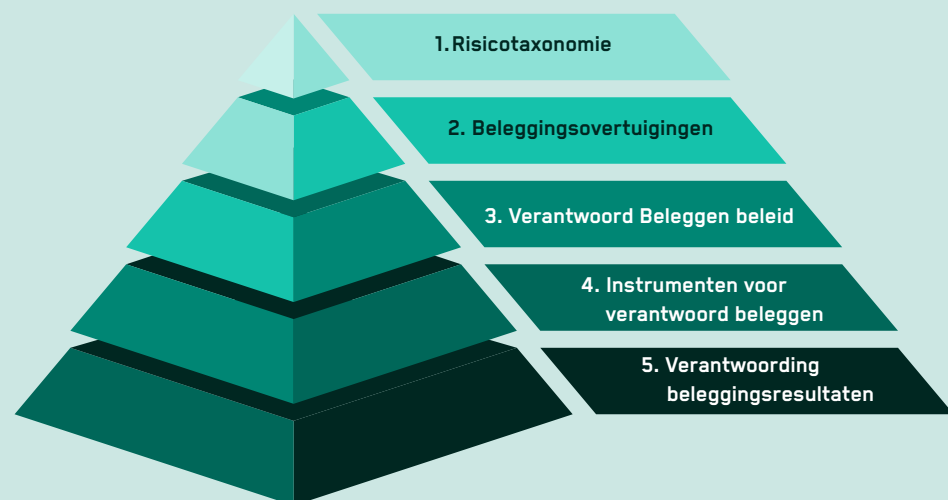 1. Risicotaxonomie
2. Beleggingsovertuigingen
3. Verantwoord Beleggen beleid
4. Instrumenten voor
verantwoord beleggen
5. Verantwoording
beleggingsresultaten